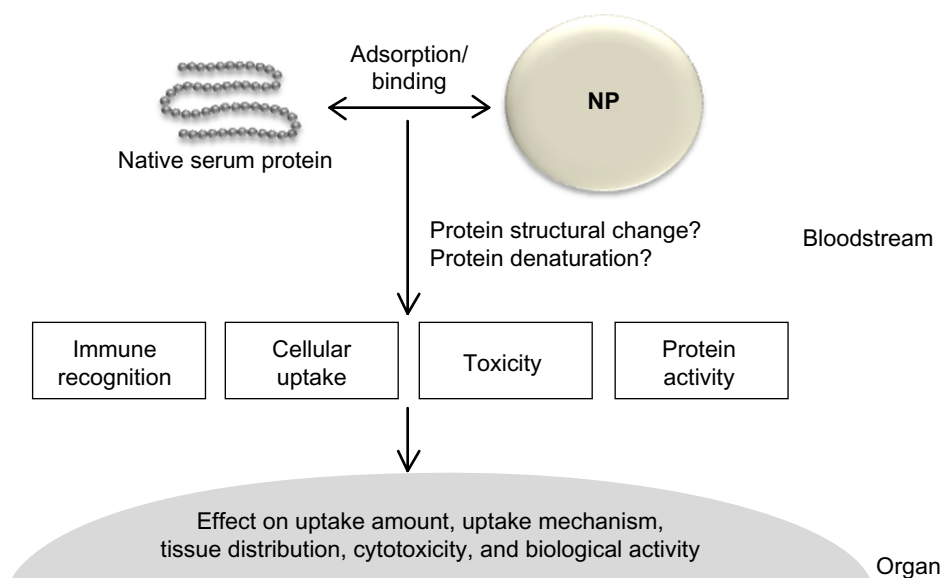 Adsorption/
binding
NP
Native serum protein
Protein structural change?
Protein denaturation?
Bloodstream
Immune
recognition
Cellular
uptake
Toxicity
Protein
activity
Effect on uptake amount, uptake mechanism,
tissue distribution, cytotoxicity, and biological activity
Organ